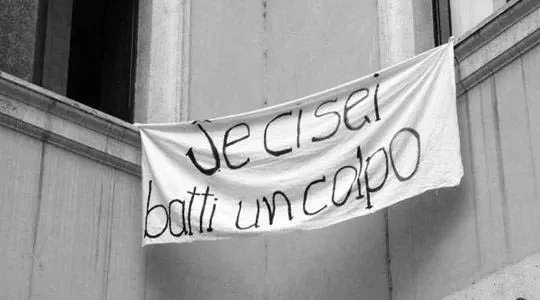 Se ci sei
batti un colpo